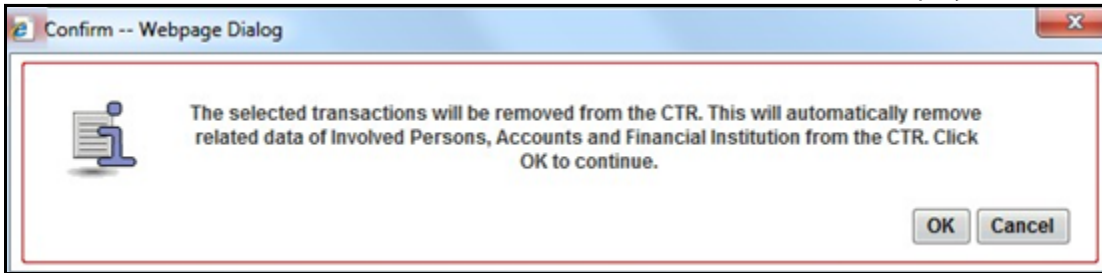 Confirm -- Webpage Dialog
The selected transactions will be removed from the CTR. This will automatically remove
related data of Involved Persons, Accounts and Financial Institution from the CTR. Click
OK to continue.
OK Cancel